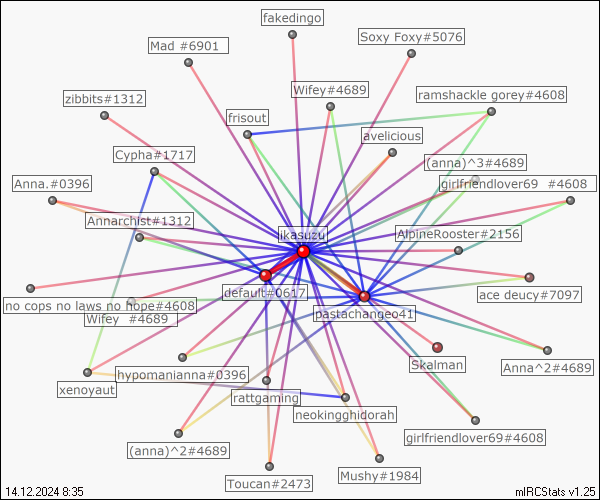 fakedingo
Soxy Foxy#5076
Mad #6901
Wifey#4689
ramshackle gorey#4608
zibbits#1312
frisout
avelicious
Cypha#1717
(anna)^3#4689
Anna.#0396
girlfriendlover69 #4608
Annarchist#1312
ikasuzu
AlpineRooster#2156
default#0617
ace deucy#7097
no cops no laws no hope#4608
pastachangeo41
Wifey #4689
Skalman
Anna^2#4689
hypomanianna#0396
xenoyaut
rattgaming
neokingghidorah
girlfriendlover69#4608
(anna)^2#4689
Mushy#1984
Toucan#2473
14.12.2024 8:35
mIRCStats v1.25